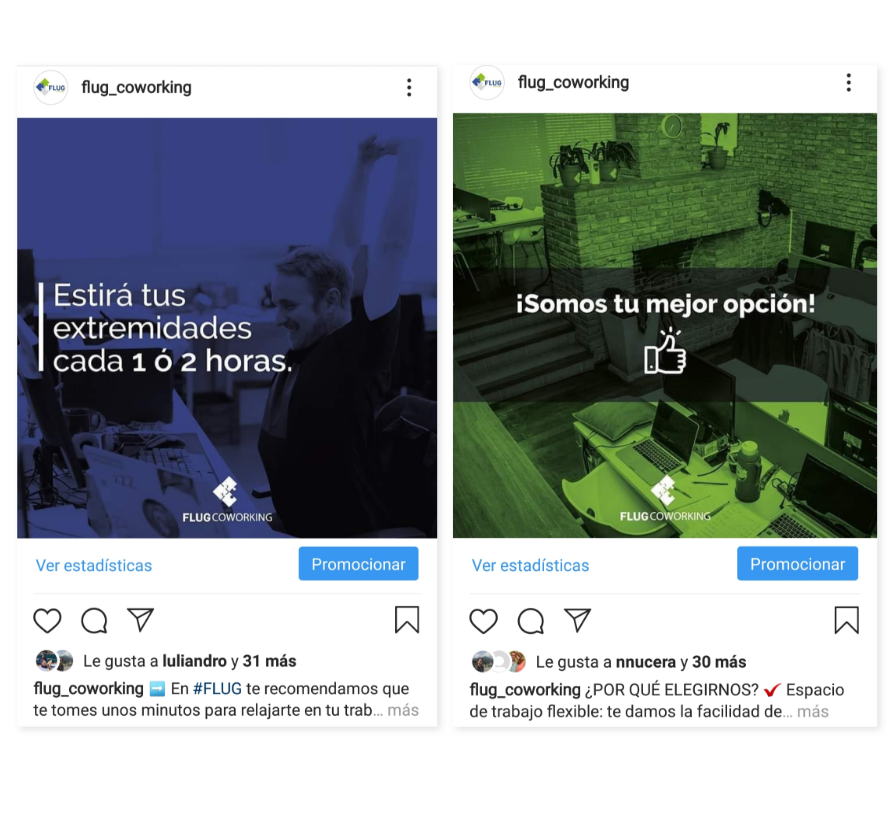 FLUG
flug_coworking
Estirá tus
extremidades
cada 1 ó 2 horas.
FLUG COWORKING
Ver estadísticas
Promocionar
Le gusta a luliandro y 31 más
flug_coworking ➡️ En #FLUG te recomendamos que
te tomes unos minutos para relajarte en tu trab... más
FLUG
flug_coworking
¡Somos tu mejor opción!
FLUG COWORKING
Ver estadísticas
Promocionar
Le gusta a nnucera y 30 más
flug_coworking ¿POR QUÉ ELEGIRNOS? ✔ Espacio
de trabajo flexible: te damos la facilidad de... más